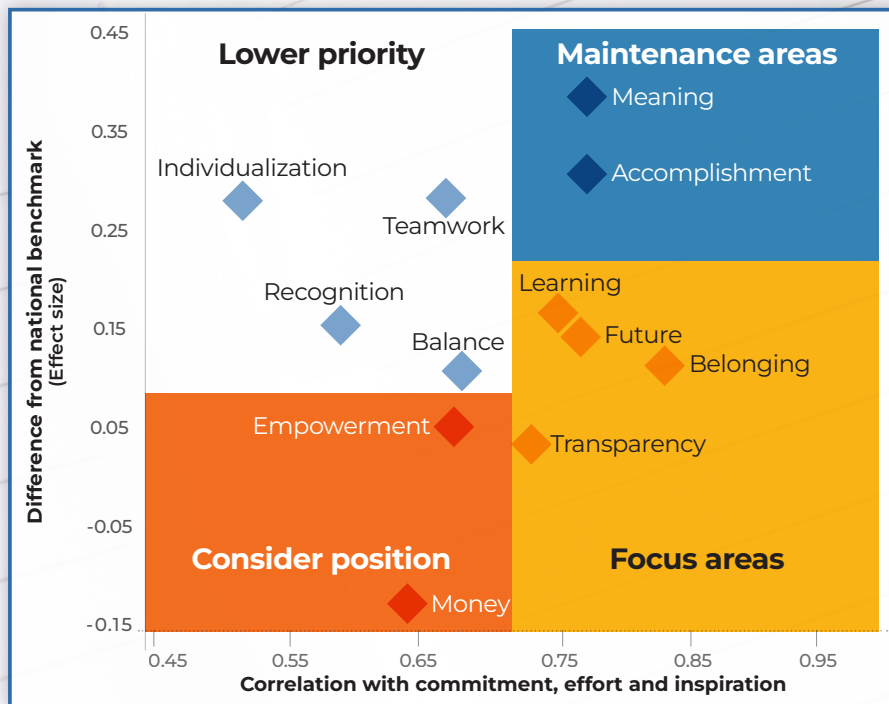 0.45
Lower priority
Maintenance areas
Meaning
0.35
Individualization
Accomplishment
0.25
Teamwork
Learning
Recognition
0.15
Future
Balance
Belonging
0.05
Empowerment
Transparency
-0.05
Consider position
Focus areas
Money
-0.15
Difference from national benchmark
(Effect size)
0.45
0.55
0.65
0.75
0.85
0.95
Correlation with commitment, effort and inspiration